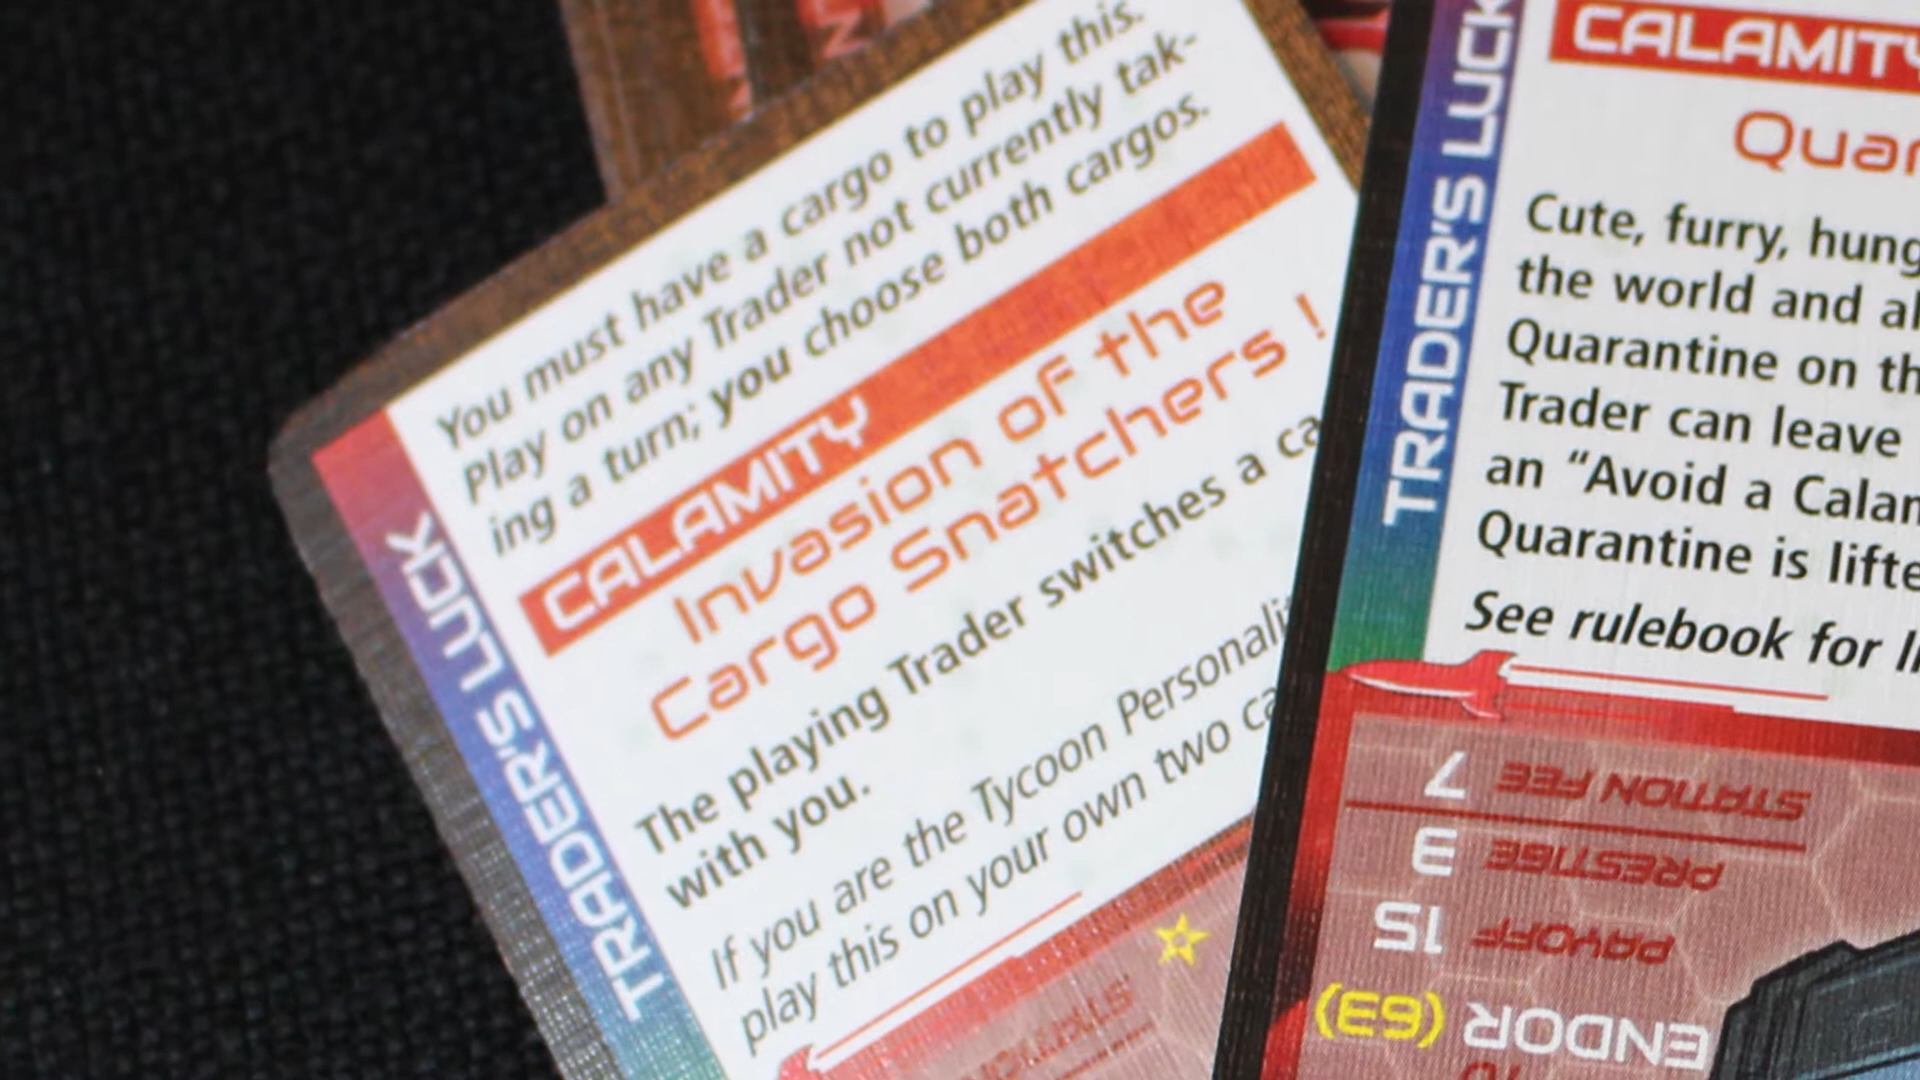 You must have a cargo to play this.
Play on any Trader not currently tak-
ing a turn; you choose both cargos.
CALAMITY
Invasion of the
Cargo Snatchers !
The playing Trader switches a ca
with you.
If you are the Tycoon Personali
play this on your own two ca
TRADER'S LUCK
TRADER'S LUCK
CALAMITY
Quar
Cute, furry, hung
the world and al
Quarantine on th
Trader can leave
an “Avoid a Calam
Quarantine is lifte
See rulebook for
7 STATION FEE
3 PRESTIGE
15 PAYOFF
ENDOR (63)